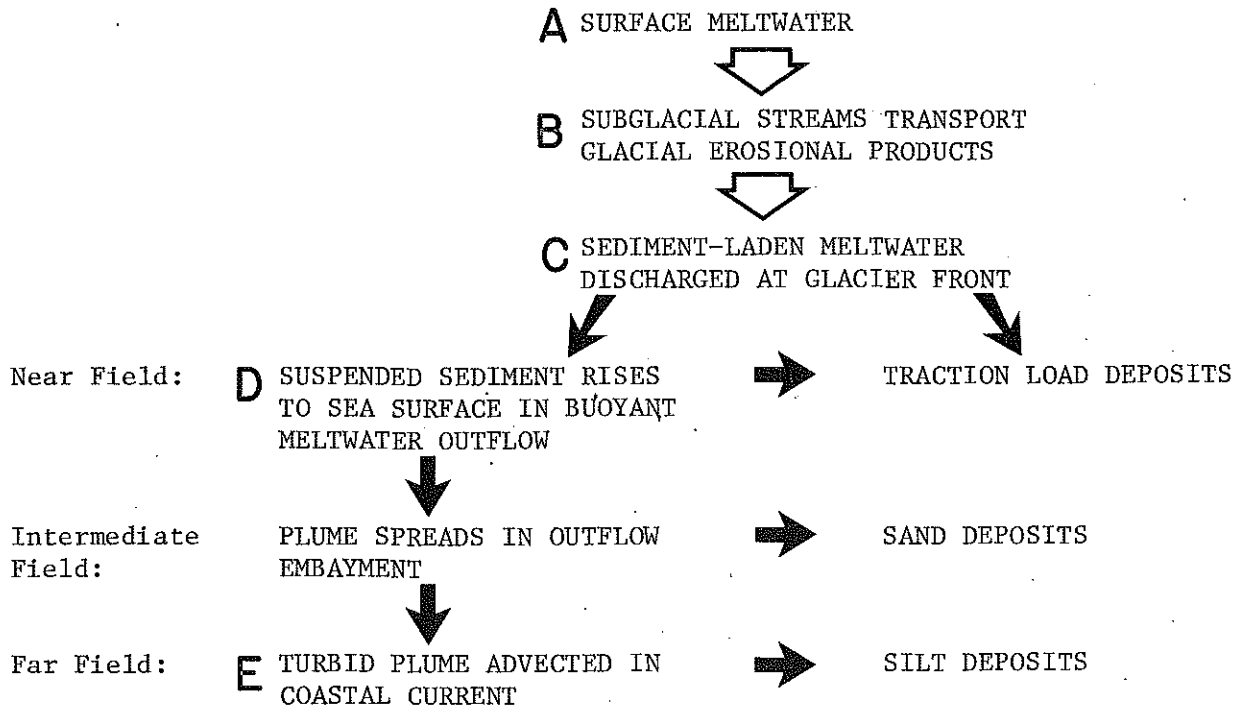 A SURFACE MELTWATER
B SUBGLACIAL STREAMS TRANSPORT
GLACIAL EROSIONAL PRODUCTS
C SEDIMENT-LADEN MELTWATER
DISCHARGED AT GLACIER FRONT
Near Field: D SUSPENDED SEDIMENT RISES TRACTION LOAD DEPOSITS
TO SEA SURFACE IN BUOYANT
MELTWATER OUTFLOW
Intermediate PLUME SPREADS IN OUTFLOW SAND DEPOSITS
Field: EMBAYMENT
Far Field: E TURBID PLUME ADVECTED IN SILT DEPOSITS
COASTAL CURRENT